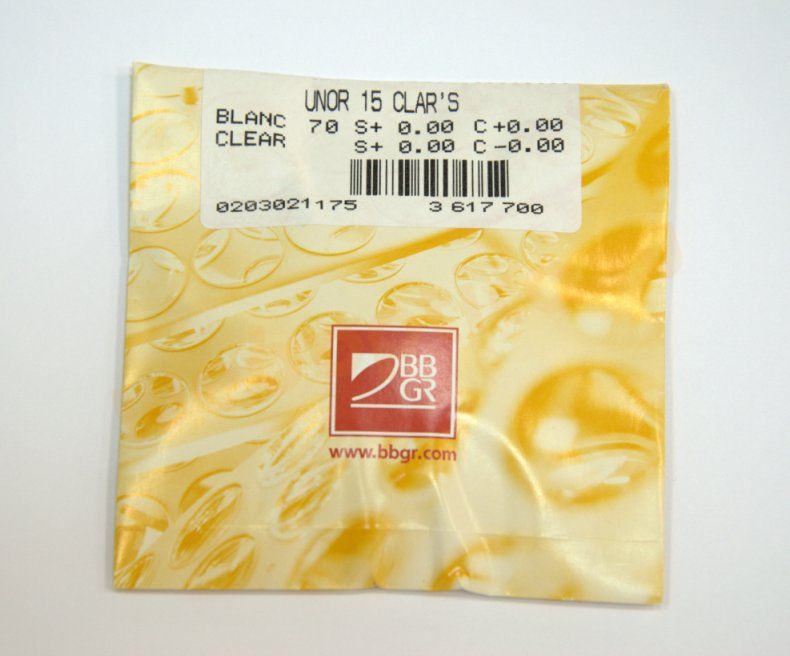 UNOR 15 CLAR'S
BLANC 70 S+ 0.00 C+0.00
CLEAR S+ 0.00 C-0.00
0203021175 3 617 700
BB
GR
www.bbgr.com